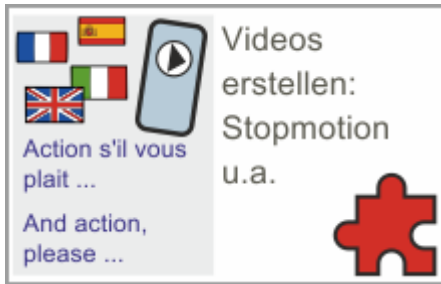 Action s'il vous
plait ...
And action,
please ...
Videos
erstellen:
Stopmotion
u.a.